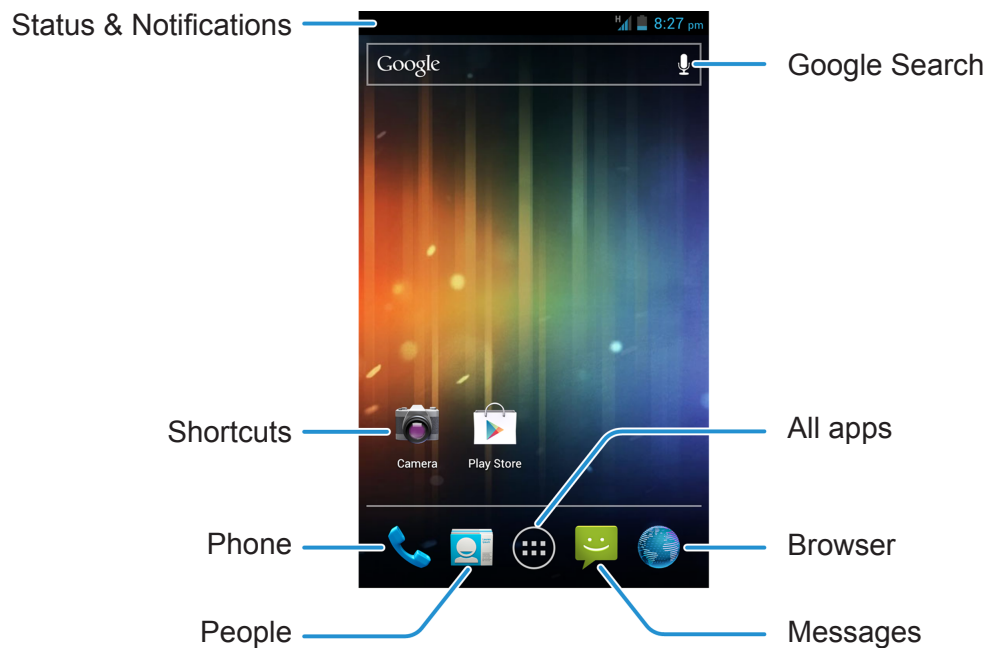 Status & Notifications
H 8:27 pm
Google
Google Search
Shortcuts
Camera
Play Store
All apps
Phone
Browser
People
Messages